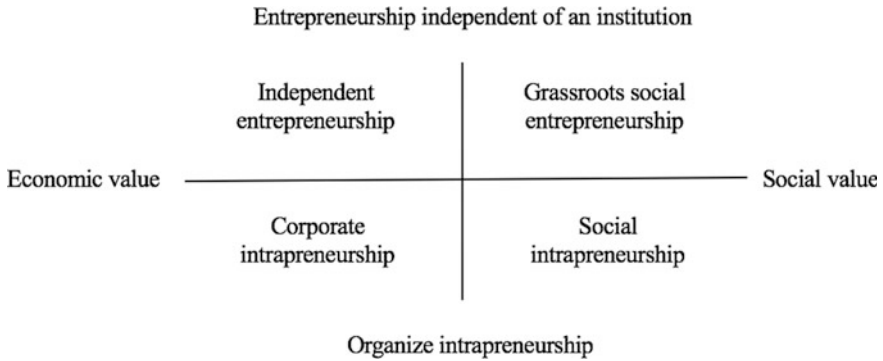 Entrepreneurship independent of an institution
Independent
entrepreneurship
Grassroots social
entrepreneurship
Economic value
Social value
Corporate
intrapreneurship
Social
intrapreneurship
Organize intrapreneurship